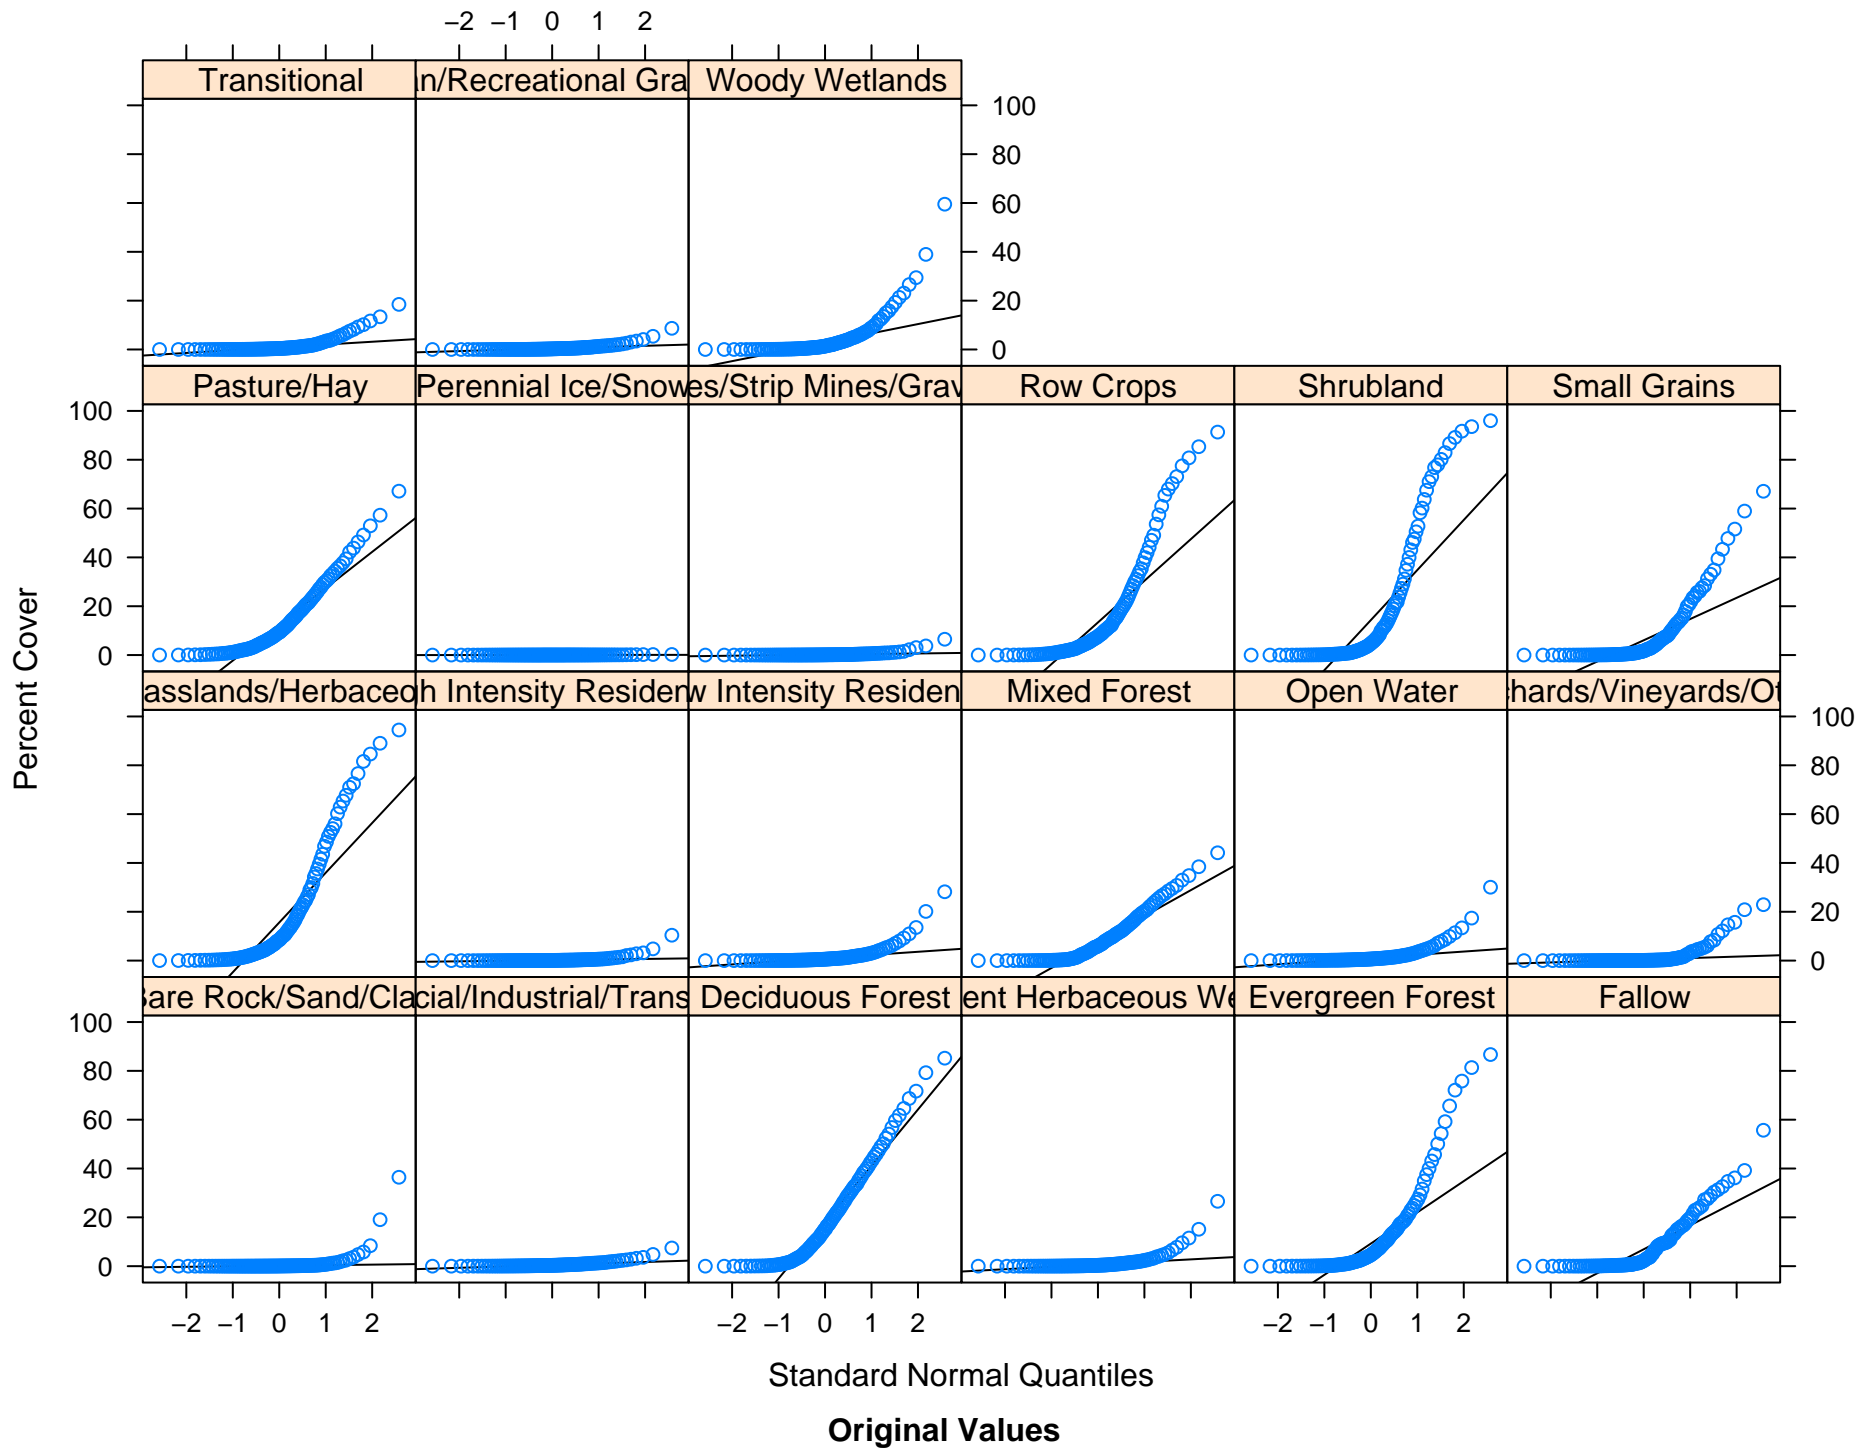 −2 −1 0 1 2
Transitional n/Recreational Gra Woody Wetlands
100
80
60
40
20
0
Pasture/Hay Perennial Ice/Snow es/Strip Mines/Grav Row Crops Shrubland Small Grains
100
80
60
40
20
0
asslands/Herbaceo h Intensity Residen w Intensity Residen Mixed Forest Open Water chards/Vineyards/Ot
100
80
60
40
20
0
Bare Rock/Sand/Cla cial/Industrial/Trans Deciduous Forest ent Herbaceous We Evergreen Forest Fallow
100
80
60
40
20
0
−2 −1 0 1 2 −2 −1 0 1 2 −2 −1 0 1 2
Percent Cover
Standard Normal Quantiles
Original Values